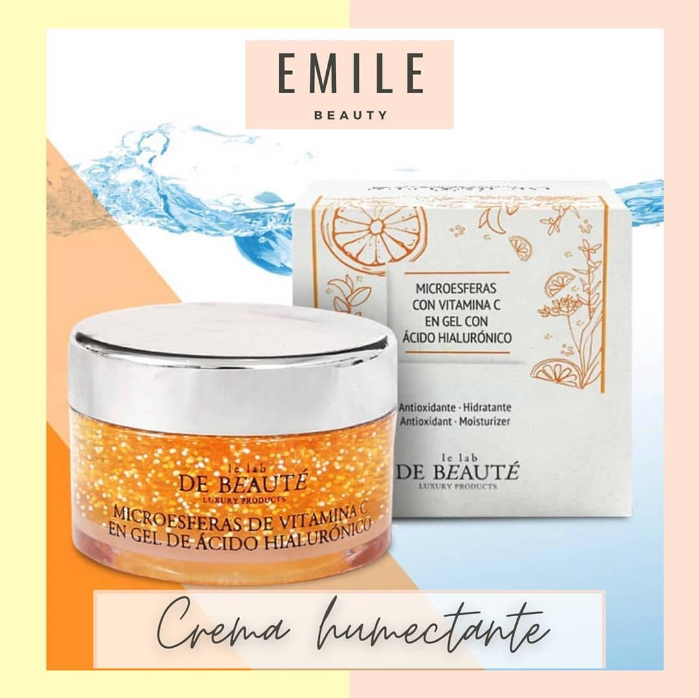 EMILE
BEAUTY
MICROESFERAS
CON VITAMINA C
EN GEL CON
ÁCIDO HIALURÓNICO
Antioxidante · Hidratante
Antioxidant · Moisturizer
le lab
DE BEAUTÉ
LUXURY PRODUCTS
le lab
DE BEAUTÉ
LUXURY PRODUCTS
MICROESFERAS DE VITAMINA C
EN GEL DE ÁCIDO HIALURÓNICO
Crema humectante